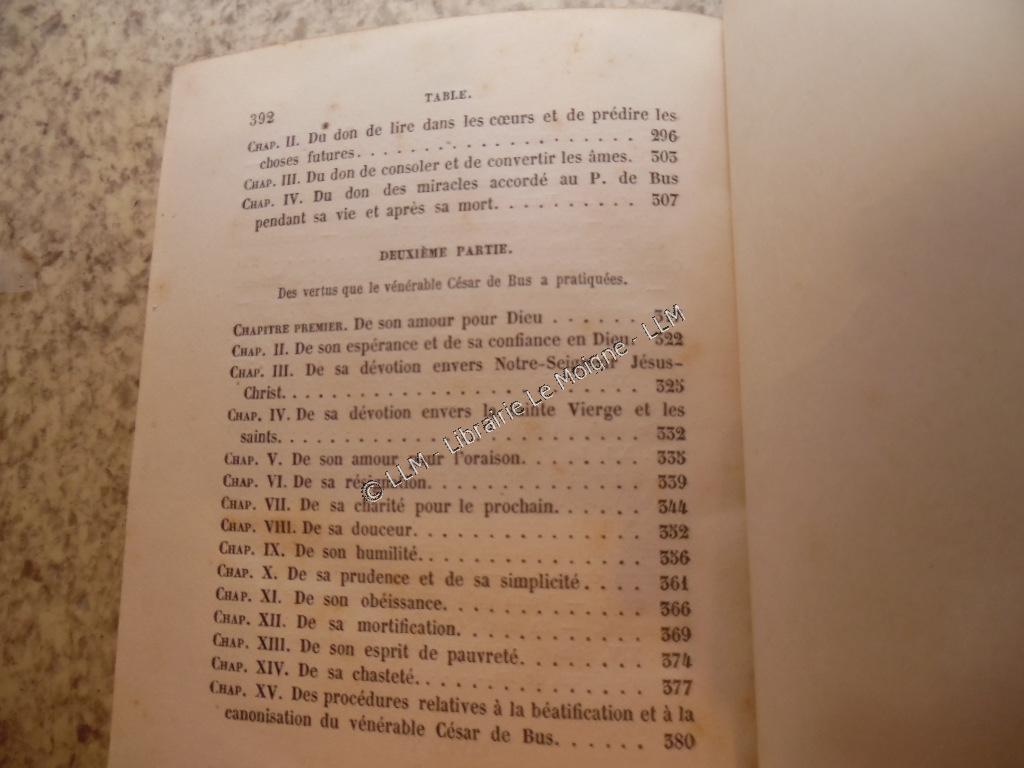 392
TABLE.
CHAP. II. Du don de lire dans les cœurs et de prédire les
choses futures. . . . . . . . . . . . . . . . . . 296
CHAP. III. Du don de consoler et de convertir les âmes. 303
CHAP. IV. Du don des miracles accordé au P. de Bus
pendant sa vie et après sa mort. . . . . . . . . . 307
DEUXIÈME PARTIE.
Des vertus que le vénérable César de Bus a pratiquées.
CHAPITRE PREMIER. De son amour pour Dieu . . . . . .
CHAP. II. De son espérance et de sa confiance en Dieu. 322
CHAP. III. De sa dévotion envers Notre-Seigneur Jésus-
Christ. . . . . . . . . . . . . . . . . . . . . . 325
CHAP. IV. De sa dévotion envers la sainte Vierge et les
saints. . . . . . . . . . . . . . . . . . . . . . 332
CHAP. V. De son amour pour l'oraison. . . . . . . . 335
CHAP. VI. De sa . . . . . . . . . . . . . 339
CHAP. VII. De sa charité pour le prochain. . . . . . 344
CHAP. VIII. De sa douceur. . . . . . . . . . . . . . 352
CHAP. IX. De son humilité. . . . . . . . . . . . . . 356
CHAP. X. De sa prudence et de sa simplicité . . . . 361
CHAP. XI. De son obéissance. . . . . . . . . . . . . 366
CHAP. XII. De sa mortification. . . . . . . . . . . 369
CHAP. XIII. De son esprit de pauvreté. . . . . . . . 374
CHAP. XIV. De sa chasteté. . . . . . . . . . . . . . 377
CHAP. XV. Des procédures relatives à la béatification et à la
canonisation du vénérable César de Bus. . . . . . 380
© LLM - Librairie Le Moigne - LLM